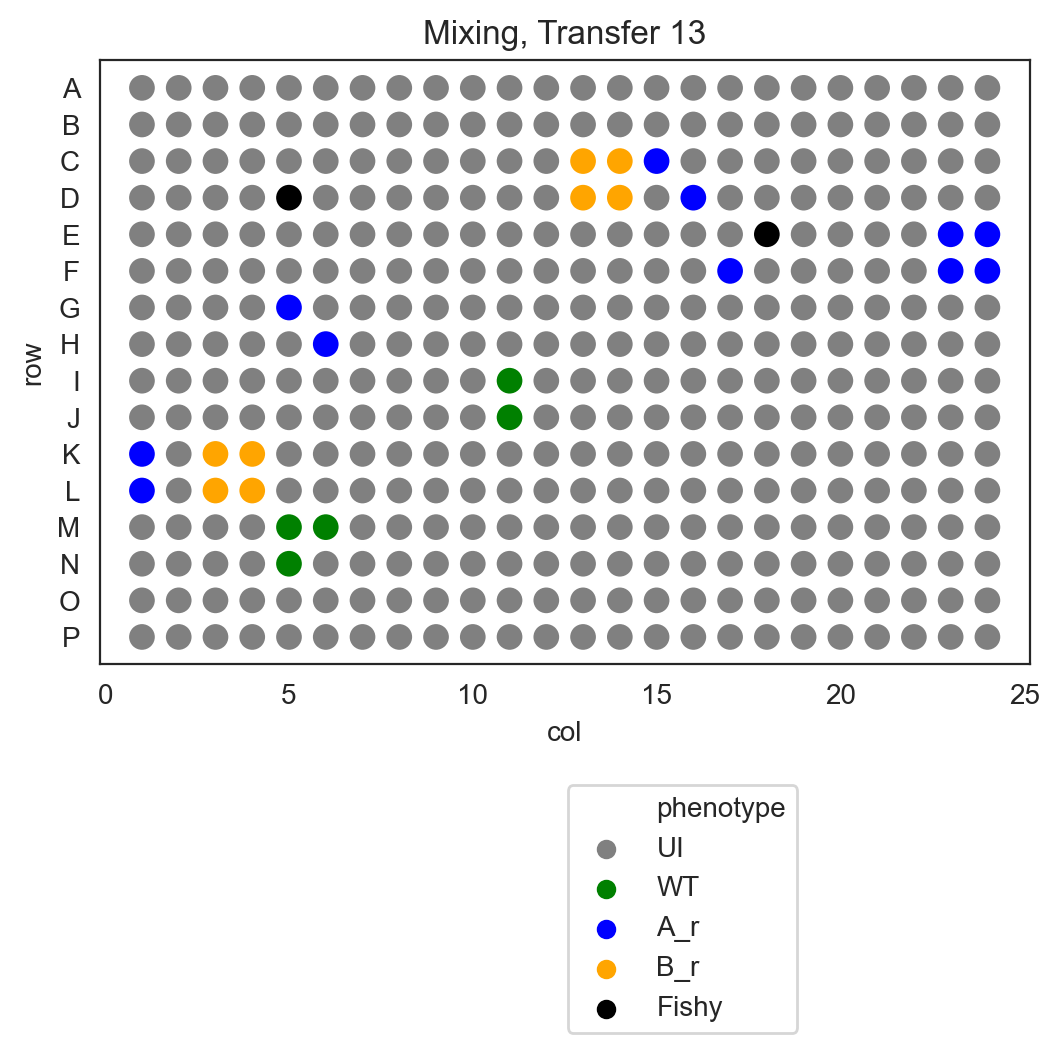 Mixing, Transfer 13
A
B
C
D
E
F
G
H
I
J
K
L
M
N
O
P
row
0 5 10 15 20 25
col
phenotype
UI
WT
A_r
B_r
Fishy